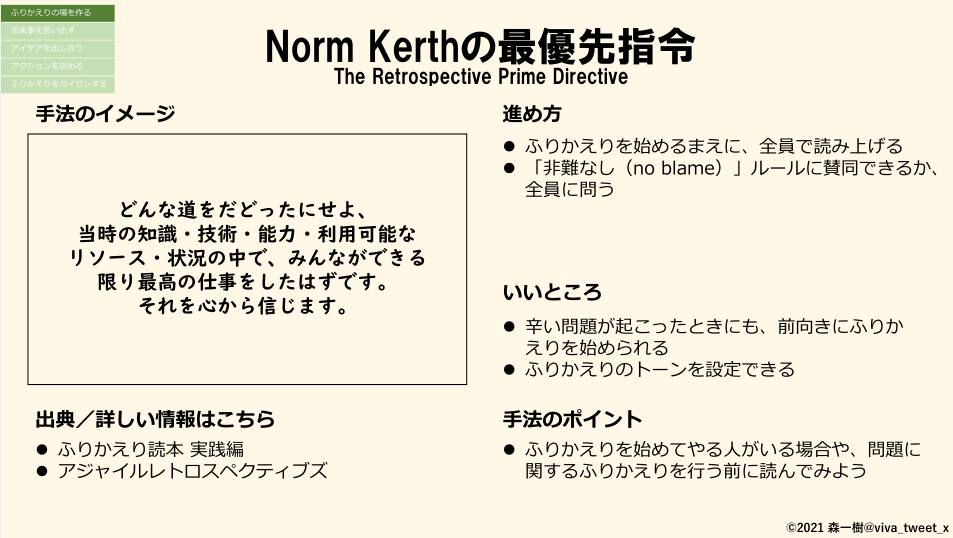 ふりかえりの場を作る
出来事を思い出す
アイデアを出し合う
アクションを決める
ふりかえりをカイゼンする
Norm Kerthの最優先指令
The Retrospective Prime Directive
手法のイメージ
どんな道をだどったにせよ、
当時の知識・技術・能力・利用可能な
リソース・状況の中で、みんなができる
限り最高の仕事をしたはずです。
それを心から信じます。
出典／詳しい情報はこちら
● ふりかえり読本 実践編
● アジャイルレトロスペクティブズ
進め方
● ふりかえりを始めるまえに、全員で読み上げる
● 「非難なし（no blame）」ルールに賛同できるか、
全員に問う
いいところ
● 辛い問題が起こったときにも、前向きにふりか
えりを始められる
● ふりかえりのトーンを設定できる
手法のポイント
● ふりかえりを始めてやる人がいる場合や、問題に
関するふりかえりを行う前に読んでみよう
©2021 森一樹@viva_tweet_x